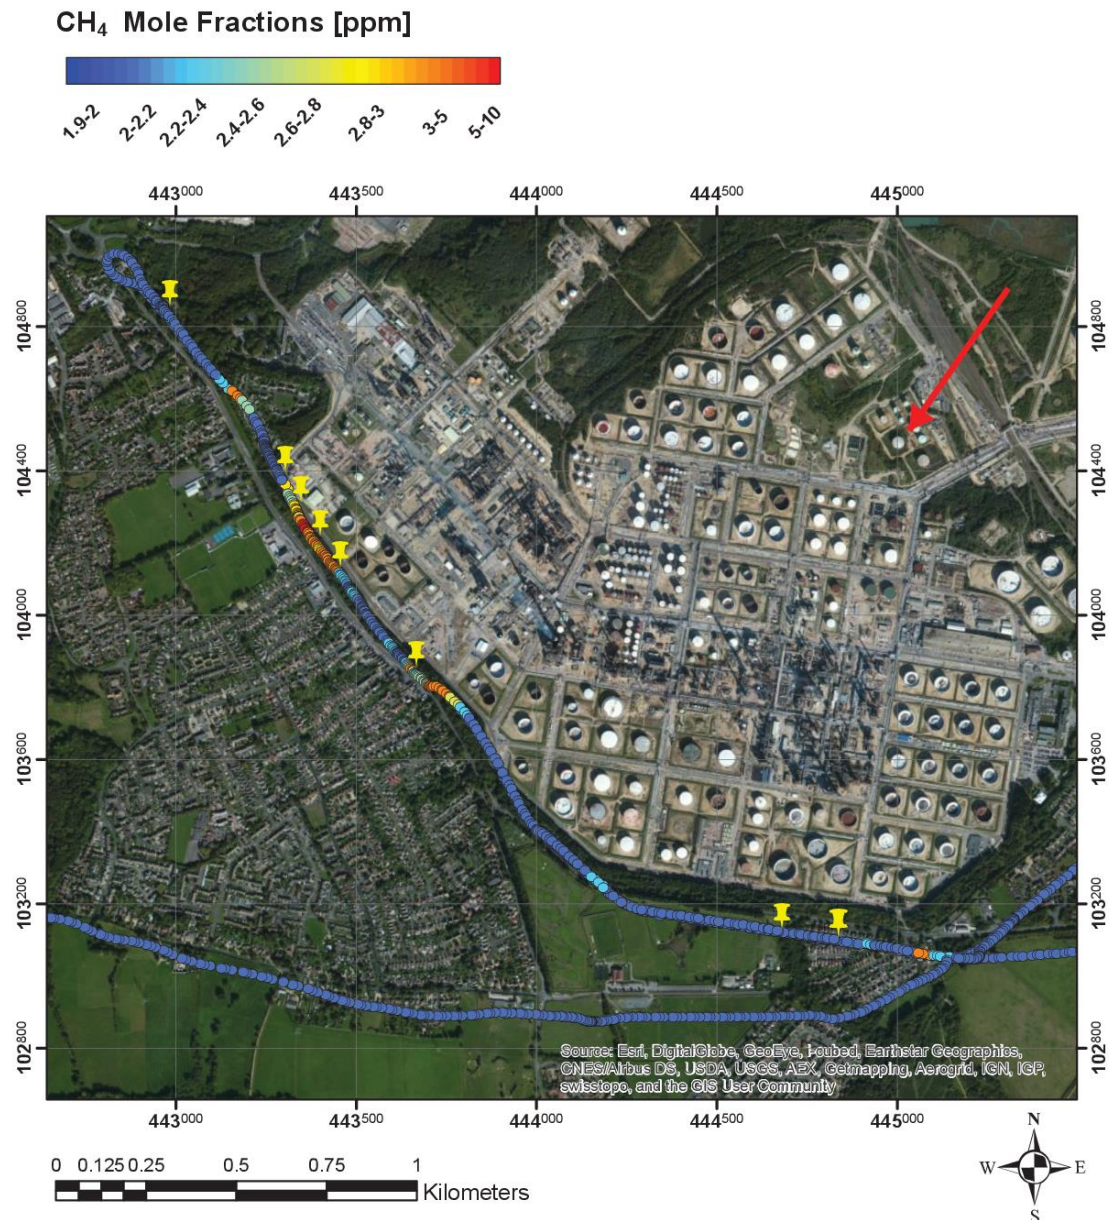 CH₄ Mole Fractions [ppm]
1.9-2 2-2.2 2.2-2.4 2.4-2.6 2.6-2.8 2.8-3 3-5 5-10
443000 443500 444000 444500 445000
104800 104800
104400 104400
104000 104000
103600 103600
103200 103200
102800 102800
Source: Esri, DigitalGlobe, GeoEye, i-cubed, Earthstar Geographics,
CNES/Airbus DS, USDA, USGS, AEX, Getmapping, Aerogrid, IGN, IGP,
swisstopo, and the GIS User Community
443000 443500 444000 444500 445000
N
W E
S
0 0.125 0.25 0.5 0.75 1
Kilometers